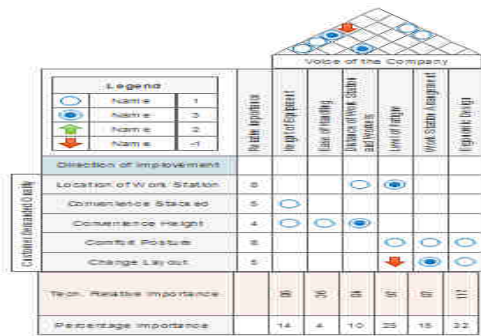 Voice of the Company
Legend
Name 1
Name 3
Name 2
Name -1
Relative Importance
Height of Equipment
Ease of Handling
Distance of Work Station and Workers
Level of Fatigue
Work Station Arrangement
Ergonomic Design
Direction of Improvement
Customer Demanded Quality
Location of Work Station
Convenience Stacked 5
Convenience Height 4
Comfort Posture
Change Layout 5
Tech. Relative Importance
Percentage Importance 14 4 10 25 15 22